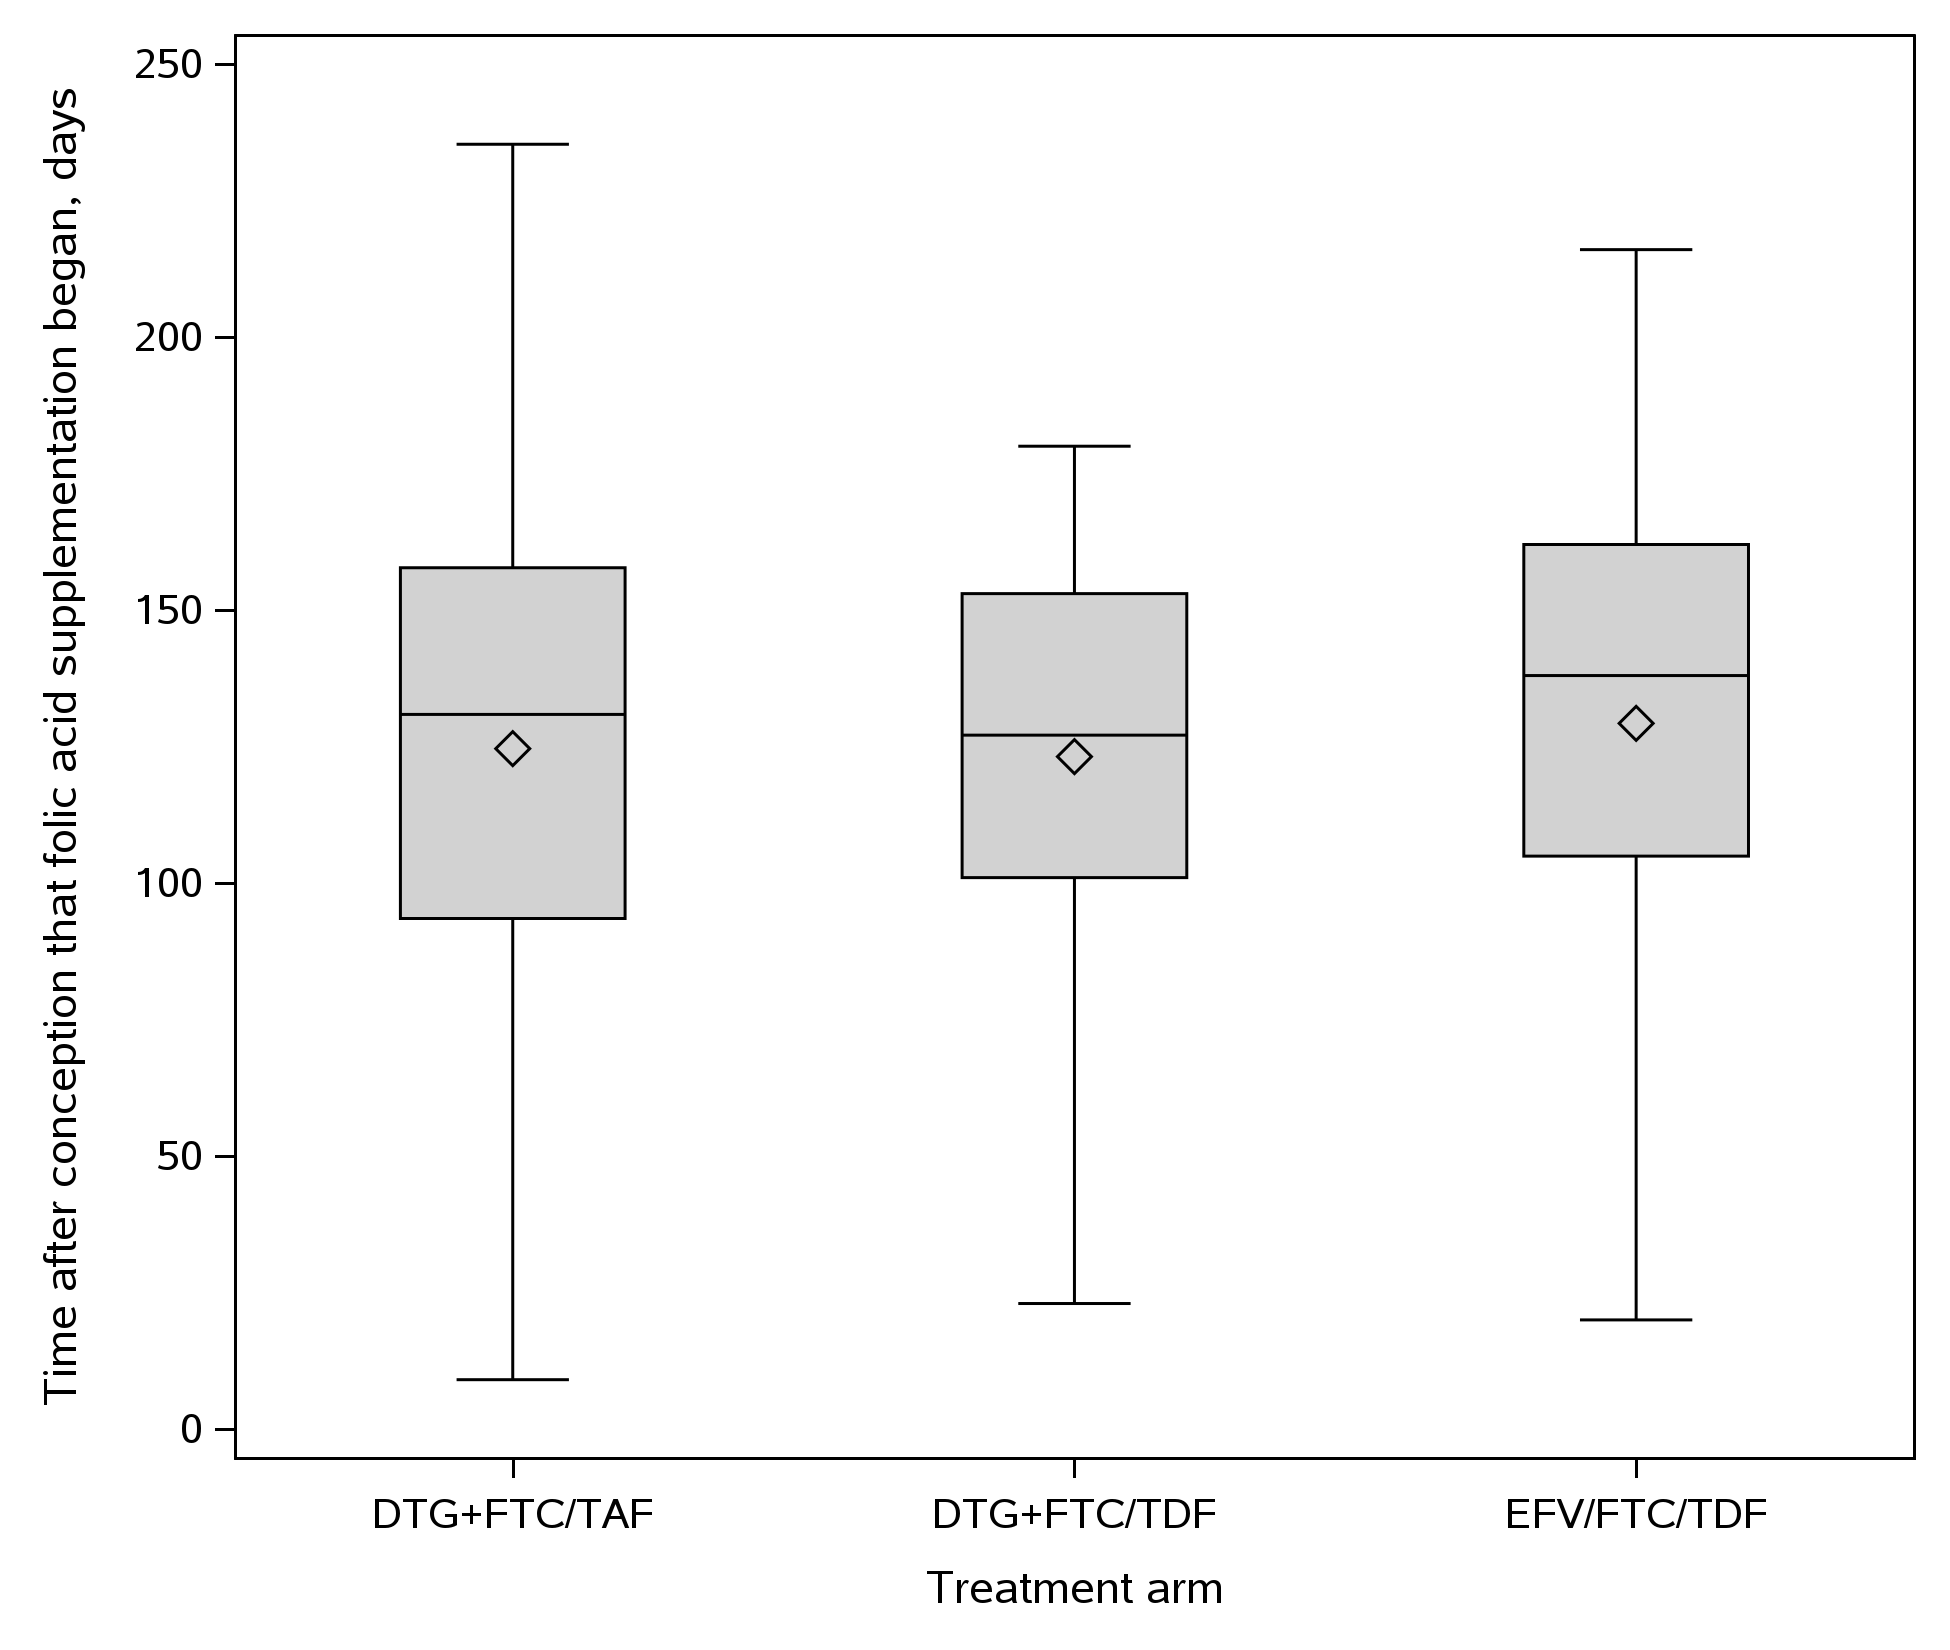 Time after conception that folic acid supplementation began, days
250
200
150
100
50
0
DTG+FTC/TAF
DTG+FTC/TDF
EFV/FTC/TDF
Treatment arm